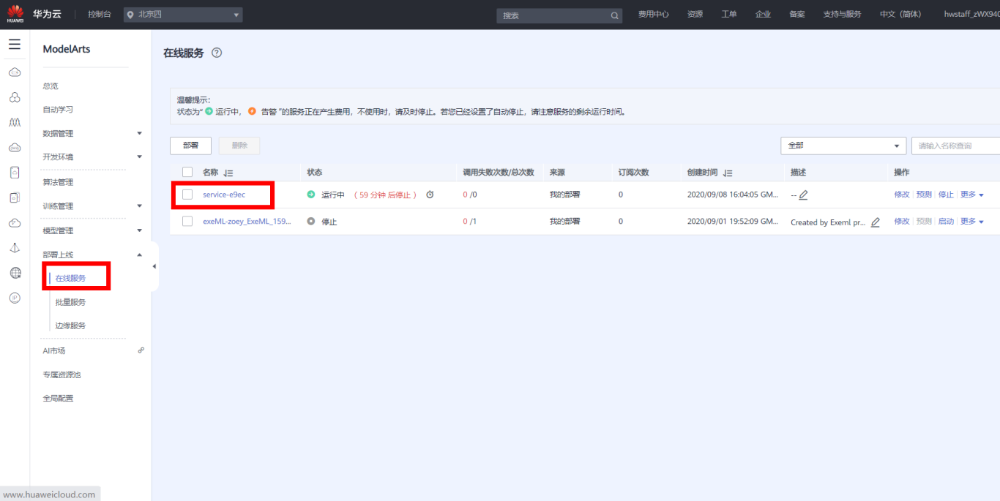 HUAWEI 华为云 控制台 北京四 搜索 费用中心 资源 工单 企业 备案 支持与服务 中文（简体） hwstaff_zWX940
ModelArts
总览
自动学习
数据管理
开发环境
算法管理
训练管理
模型管理
部署上线
在线服务
批量服务
边缘服务
AI市场
专属资源池
全局配置
在线服务
温馨提示：
状态为“ 运行中， 告警 ”的服务正在产生费用，不使用时，请及时停止。若您已经设置了自动停止，请注意服务的剩余运行时间。
部署 删除 全部 请输入名称查询
名称 状态 调用失败次数/总次数 来源 订阅次数 创建时间 描述 操作
service-e9ec 运行中 （ 59 分钟 后停止 ） 0 /0 我的部署 0 2020/09/08 16:04:05 GM... -- 修改 预测 停止 更多
exeML-zoey_ExeML_159... 停止 0 /1 我的部署 0 2020/09/01 19:52:09 GM... Created by Exeml pr... 修改 预测 启动 更多
www.huaweicloud.com